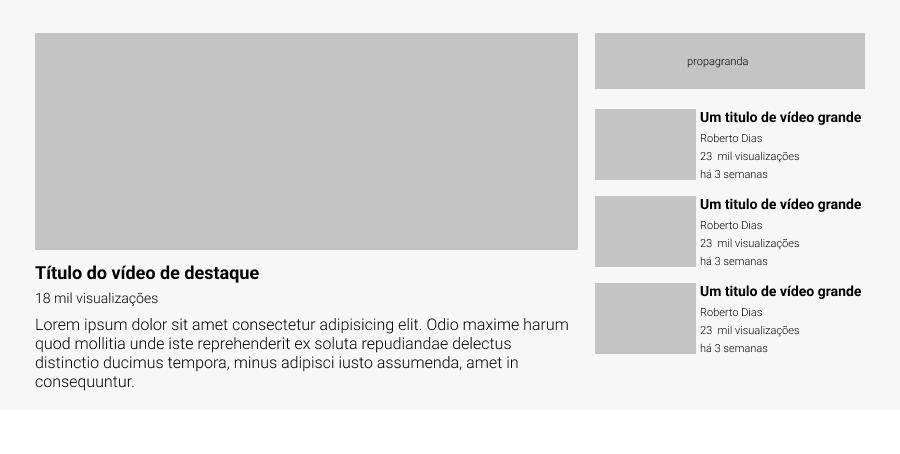 propagranda
Um titulo de vídeo grande
Roberto Dias
23 mil visualizações
há 3 semanas
Um titulo de vídeo grande
Roberto Dias
23 mil visualizações
há 3 semanas
Um titulo de vídeo grande
Roberto Dias
23 mil visualizações
há 3 semanas
Título do vídeo de destaque
18 mil visualizações
Lorem ipsum dolor sit amet consectetur adipisicing elit. Odio maxime harum
quod mollitia unde iste reprehenderit ex soluta repudiandae delectus
distinctio ducimus tempora, minus adipisci iusto assumenda, amet in
consequuntur.